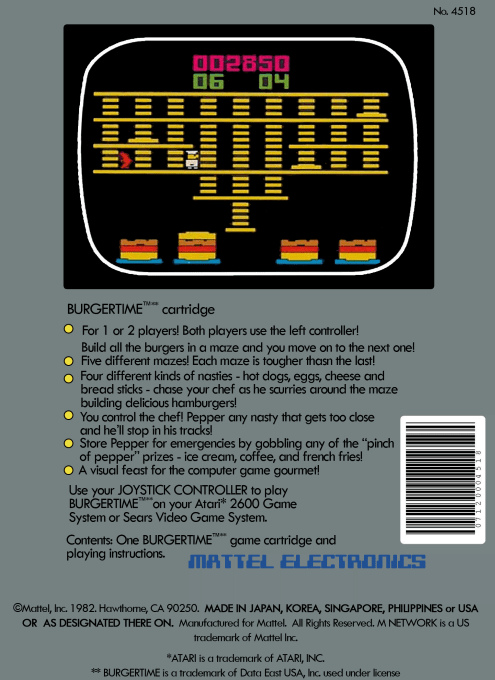 No. 4518
002850
06 04
BURGERTIME™** cartridge
For 1 or 2 players! Both players use the left controller!
Build all the burgers in a maze and you move on to the next one!
Five different mazes! Each maze is tougher thasn the last!
Four different kinds of nasties - hot dogs, eggs, cheese and
bread sticks - chase your chef as he scurries around the maze
building delicious hamburgers!
You control the chef! Pepper any nasty that gets too close
and he'll stop in his tracks!
Store Pepper for emergencies by gobbling any of the "pinch
of pepper" prizes - ice cream, coffee, and french fries!
A visual feast for the computer game gourmet!
Use your JOYSTICK CONTROLLER to play
BURGERTIME™** on your Atari* 2600 Game
System or Sears Video Game System.
Contents: One BURGERTIME™** game cartridge and
playing instructions.
MATTEL ELECTRONICS
07120004518
©Mattel, Inc. 1982. Hawthorne, CA 90250. MADE IN JAPAN, KOREA, SINGAPORE, PHILIPPINES or USA
OR AS DESIGNATED THERE ON. Manufactured for Mattel. All Rights Reserved. M NETWORK is a US
trademark of Mattel Inc.
*ATARI is a trademark of ATARI, INC.
** BURGERTIME is a trademark of Data East USA, Inc. used under license